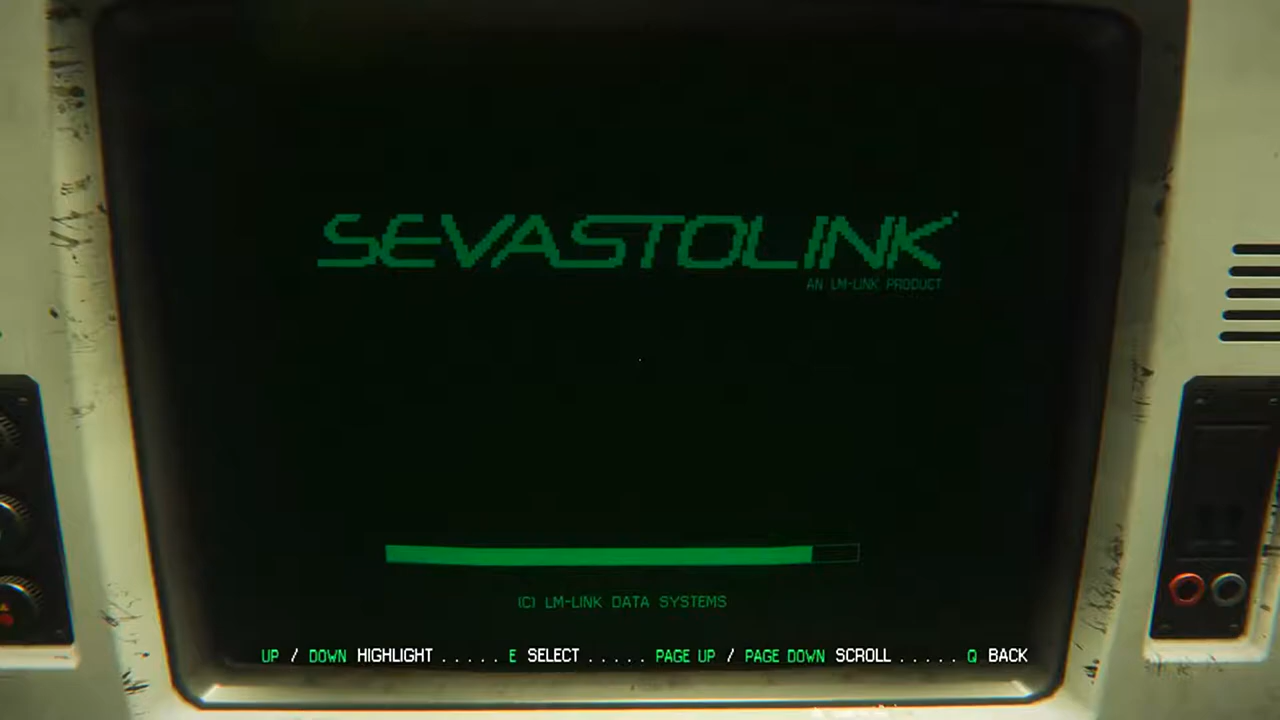 SEVASTOLINK
AN LM-LINK PRODUCT
(C) LM-LINK DATA SYSTEMS
UP / DOWN HIGHLIGHT ..... E SELECT ..... PAGE UP / PAGE DOWN SCROLL ..... Q BACK